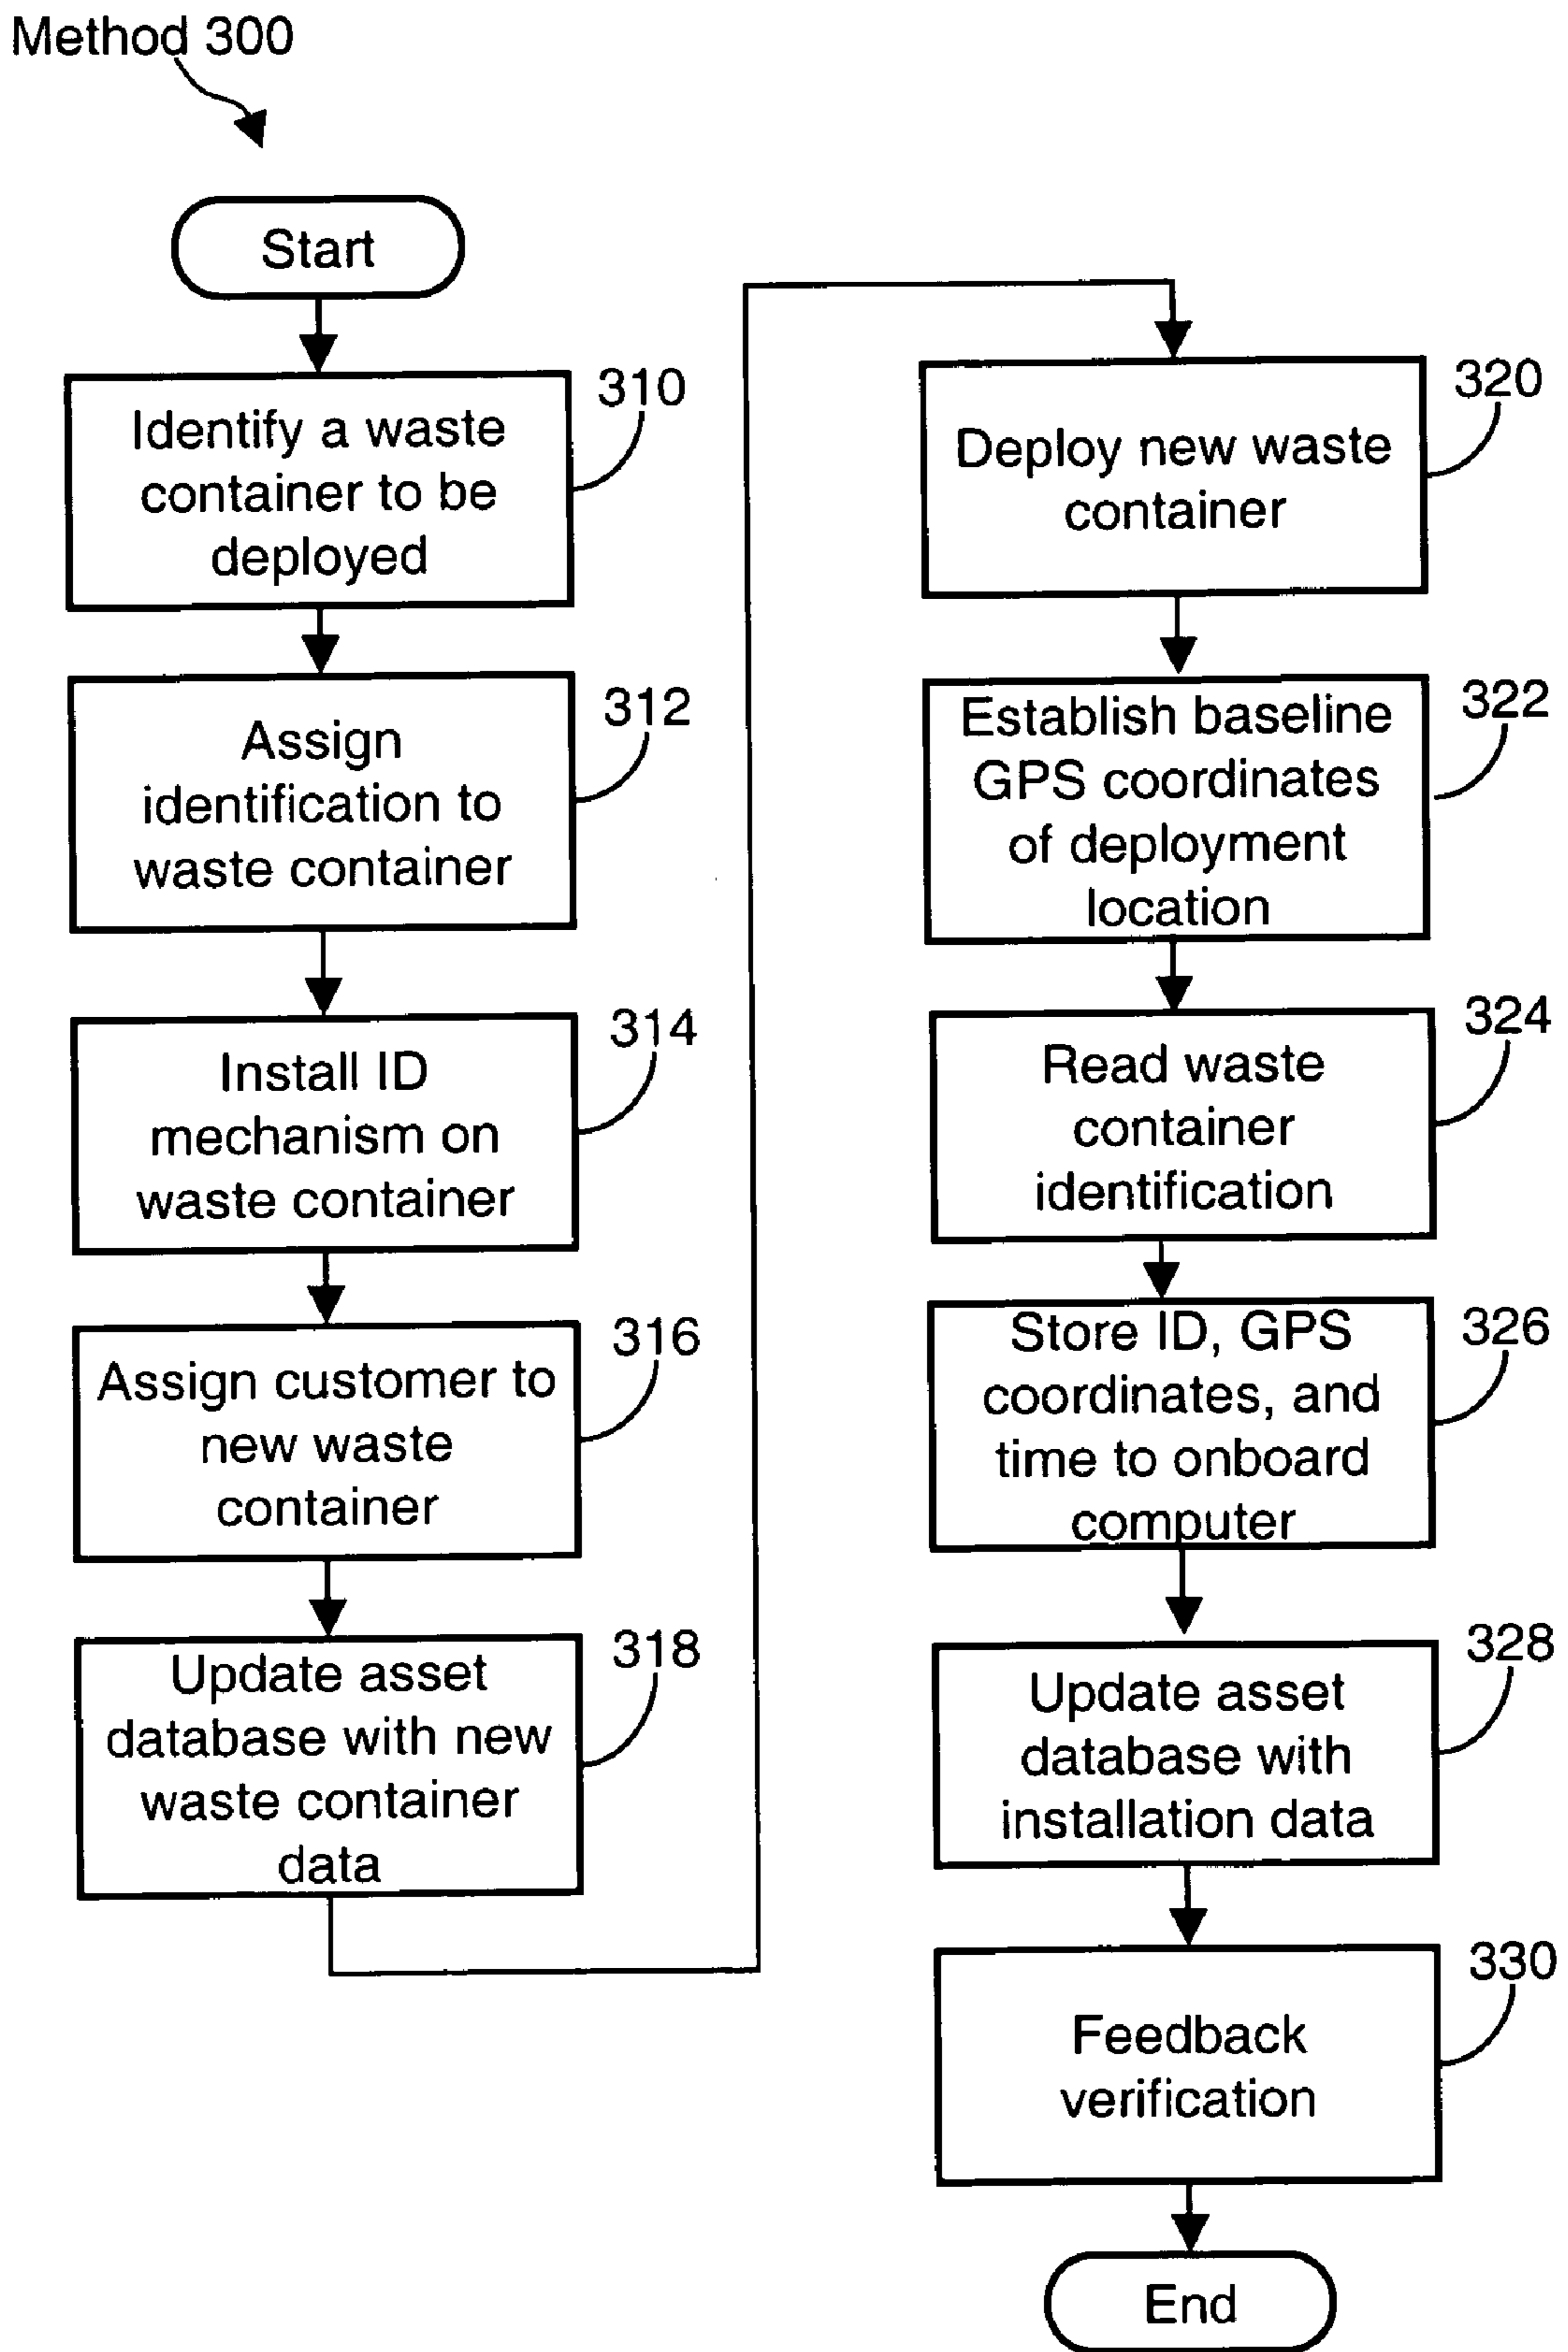 Method 300
Start
310
Identify a waste
container to be
deployed
312
Assign
identification to
waste container
314
Install ID
mechanism on
waste container
316
Assign customer to
new waste
container
318
Update asset
database with new
waste container
data
320
Deploy new waste
container
322
Establish baseline
GPS coordinates
of deployment
location
324
Read waste
container
identification
326
Store ID, GPS
coordinates, and
time to onboard
computer
328
Update asset
database with
installation data
330
Feedback
verification
End